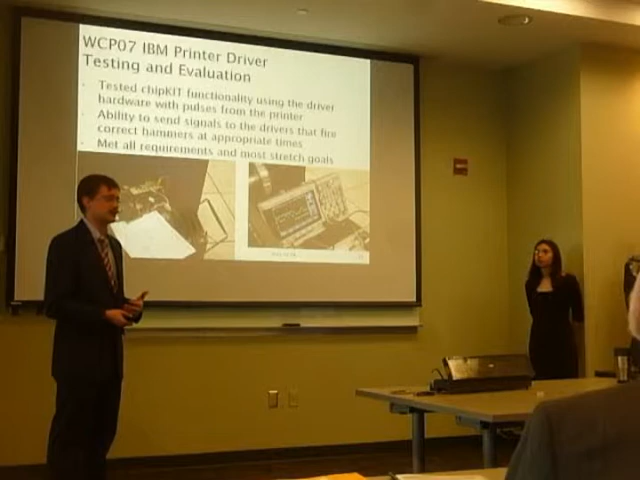 WCP07 IBM Printer Driver
Testing and Evaluation
Tested chipKIT functionality using the driver
hardware with pulses from the printer
Ability to send signals to the drivers that fire
correct hammers at appropriate times
Met all requirements and most stretch goals